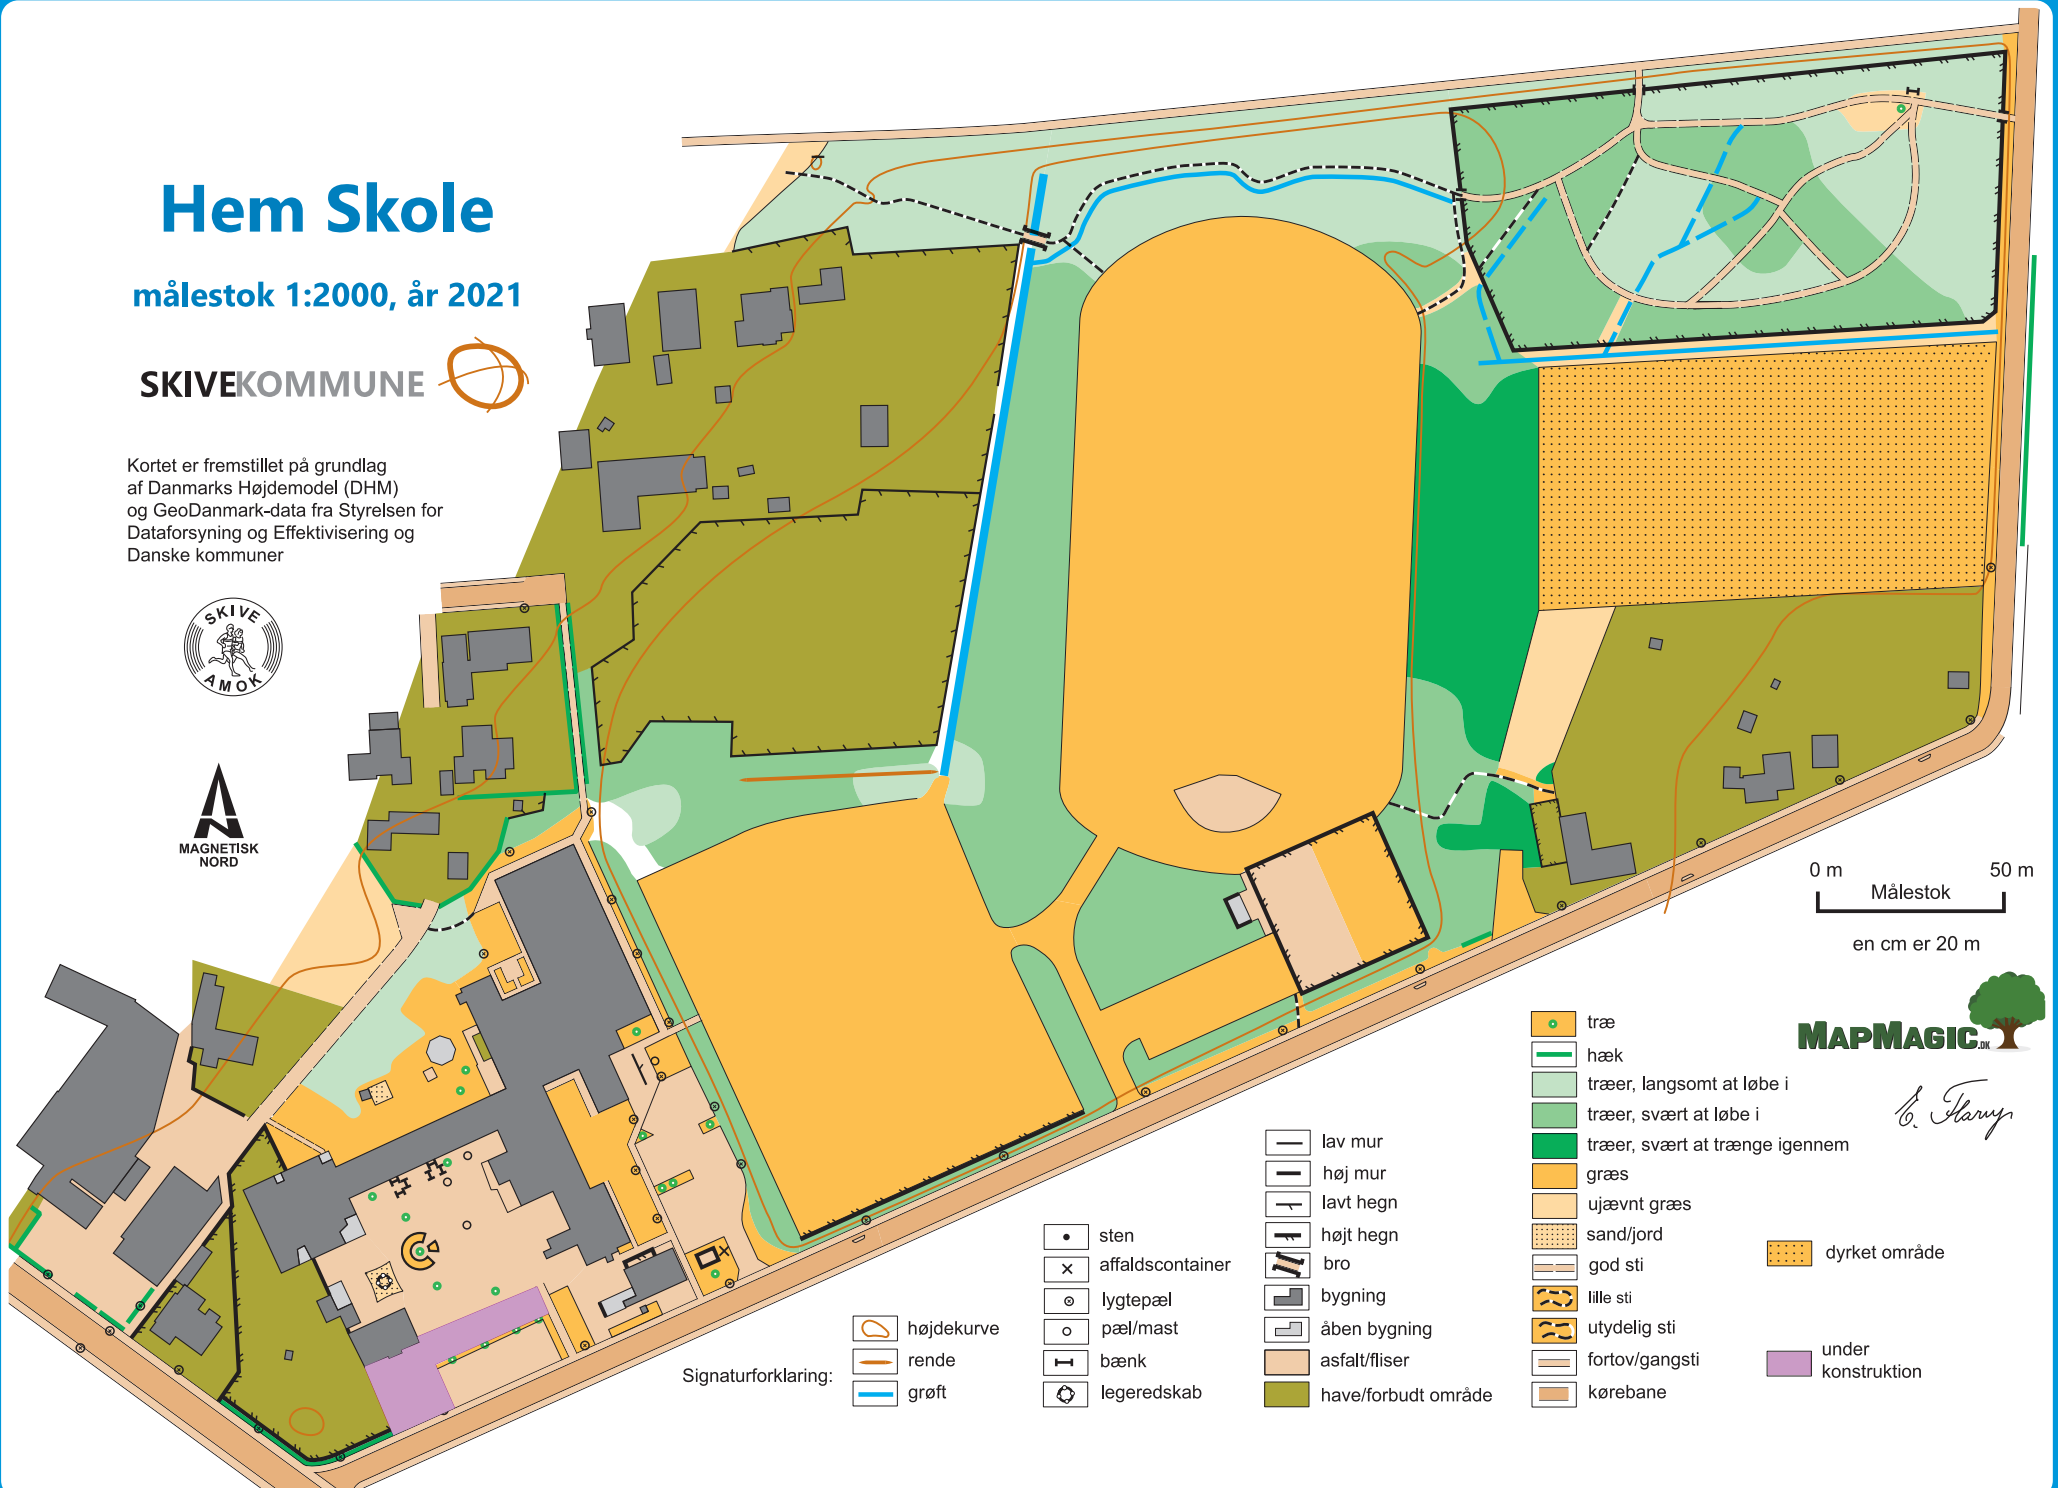 Hem Skole
målestok 1:2000, år 2021
SKIVEKOMMUNE
Kortet er fremstillet på grundlag
af Danmarks Højdemodel (DHM)
og GeoDanmark-data fra Styrelsen for
Dataforsyning og Effektivisering og
Danske kommuner
SKIVE
AMOK
MAGNETISK
NORD
0 m 50 m
Målestok
en cm er 20 m
MAPMAGIC.DK
Signaturforklaring:
højdekurve
rende
grøft
sten
affaldscontainer
lygtepæl
pæl/mast
bænk
legeredskab
lav mur
høj mur
lavt hegn
højt hegn
bro
bygning
åben bygning
asfalt/fliser
have/forbudt område
træ
hæk
træer, langsomt at løbe i
træer, svært at løbe i
træer, svært at trænge igennem
græs
ujævnt græs
sand/jord
god sti
lille sti
utydelig sti
fortov/gangsti
kørebane
dyrket område
under
konstruktion